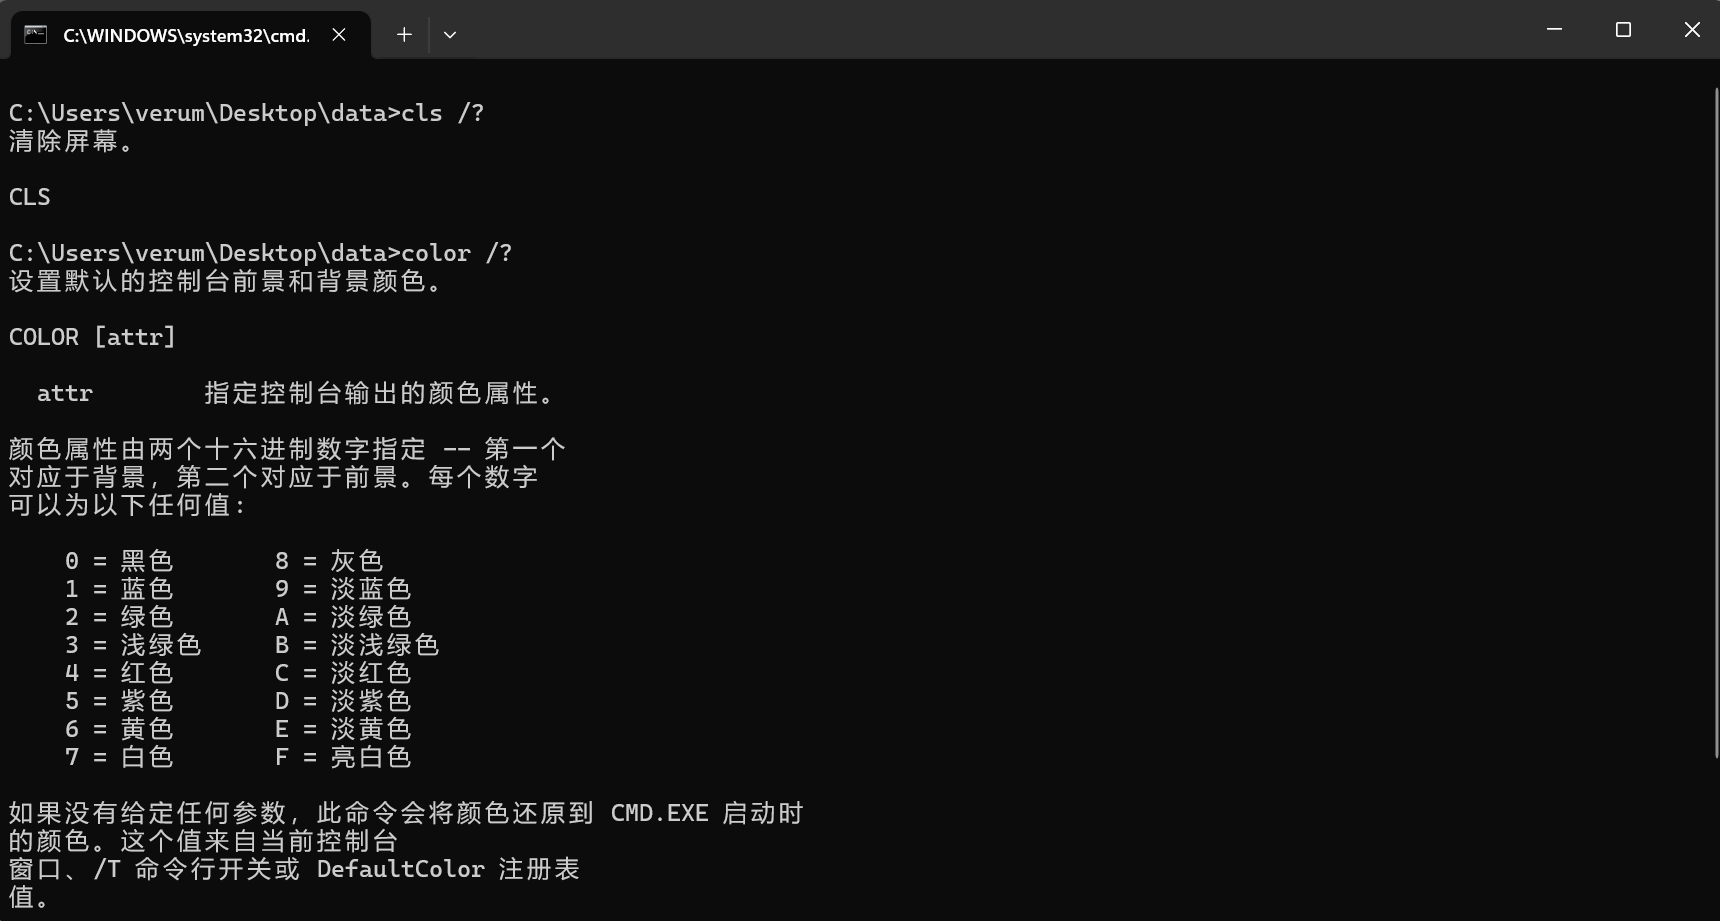 C:\WINDOWS\system32\cmd.
C:\Users\verum\Desktop\data>cls /?
清除屏幕。
CLS
C:\Users\verum\Desktop\data>color /?
设置默认的控制台前景和背景颜色。
COLOR [attr]
attr        指定控制台输出的颜色属性。
颜色属性由两个十六进制数字指定 -- 第一个
对应于背景，第二个对应于前景。每个数字
可以为以下任何值:
0 = 黑色       8 = 灰色
1 = 蓝色       9 = 淡蓝色
2 = 绿色       A = 淡绿色
3 = 浅绿色     B = 淡浅绿色
4 = 红色       C = 淡红色
5 = 紫色       D = 淡紫色
6 = 黄色       E = 淡黄色
7 = 白色       F = 亮白色
如果没有给定任何参数，此命令会将颜色还原到 CMD.EXE 启动时
的颜色。这个值来自当前控制台
窗口、/T 命令行开关或 DefaultColor 注册表
值。